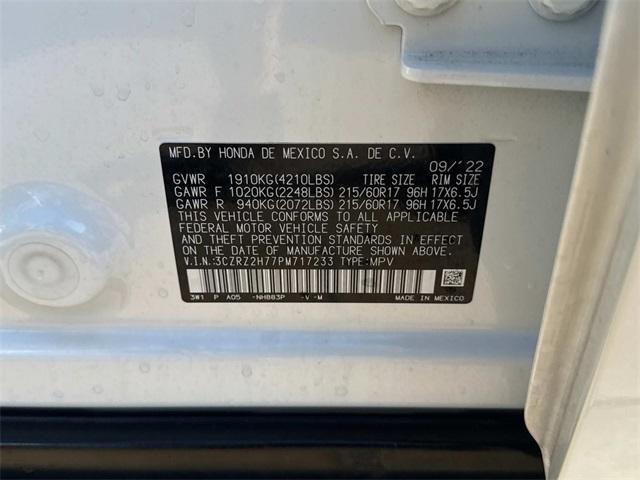 MFD.BY HONDA DE MEXICO S.A. DE C.V.
09/´22
GVWR 1910KG(4210LBS) TIRE SIZE RIM SIZE
GAWR F 1020KG(2248LBS) 215/60R17 96H 17X6.5J
GAWR R 940KG(2072LBS) 215/60R17 96H 17X6.5J
THIS VEHICLE CONFORMS TO ALL APPLICABLE
FEDERAL MOTOR VEHICLE SAFETY
AND THEFT PREVENTION STANDARDS IN EFFECT
ON THE DATE OF MANUFACTURE SHOWN ABOVE.
V.I.N.:3CZRZ2H77PM717233 TYPE:MPV
3W1 P A05 -NH883P -V -M MADE IN MEXICO